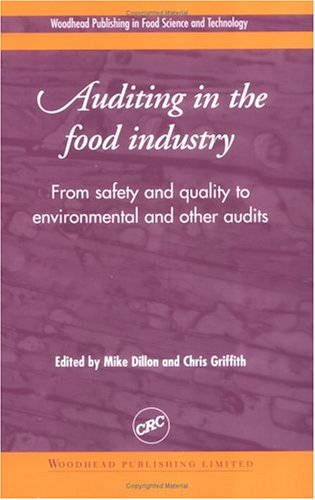 Woodhead Publishing in Food Science and Technology
Auditing in the
food industry
From safety and quality to
environmental and other audits
Edited by Mike Dillon and Chris Griffith
CRC
WOODHEAD PUBLISHING LIMITED